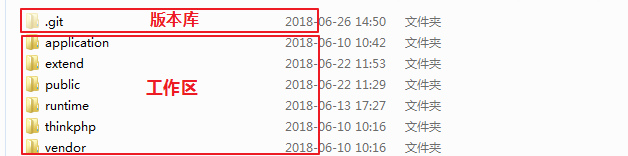 .git 版本库 2018-06-26 14:50 文件夹
application 2018-06-10 10:42 文件夹
extend 2018-06-22 11:53 文件夹
public 工作区 2018-06-22 11:29 文件夹
runtime 2018-06-13 17:27 文件夹
thinkphp 2018-06-10 10:16 文件夹
vendor 2018-06-10 10:16 文件夹